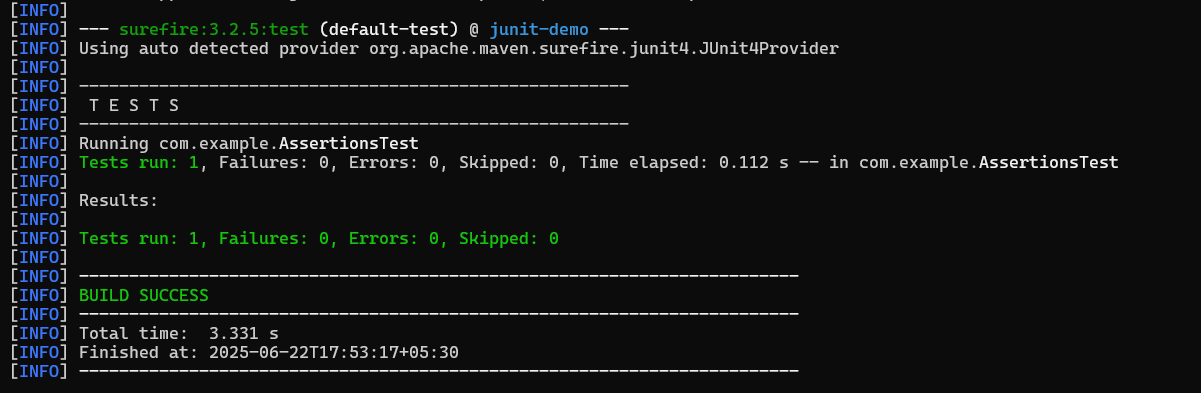 [INFO]
[INFO] --- surefire:3.2.5:test (default-test) @ junit-demo ---
[INFO] Using auto detected provider org.apache.maven.surefire.junit4.JUnit4Provider
[INFO]
[INFO] -------------------------------------------------------
[INFO]  T E S T S
[INFO] -------------------------------------------------------
[INFO] Running com.example.AssertionsTest
[INFO] Tests run: 1, Failures: 0, Errors: 0, Skipped: 0, Time elapsed: 0.112 s -- in com.example.AssertionsTest
[INFO]
[INFO] Results:
[INFO]
[INFO] Tests run: 1, Failures: 0, Errors: 0, Skipped: 0
[INFO]
[INFO] ------------------------------------------------------------------------
[INFO] BUILD SUCCESS
[INFO] ------------------------------------------------------------------------
[INFO] Total time:  3.331 s
[INFO] Finished at: 2025-06-22T17:53:17+05:30
[INFO] ------------------------------------------------------------------------